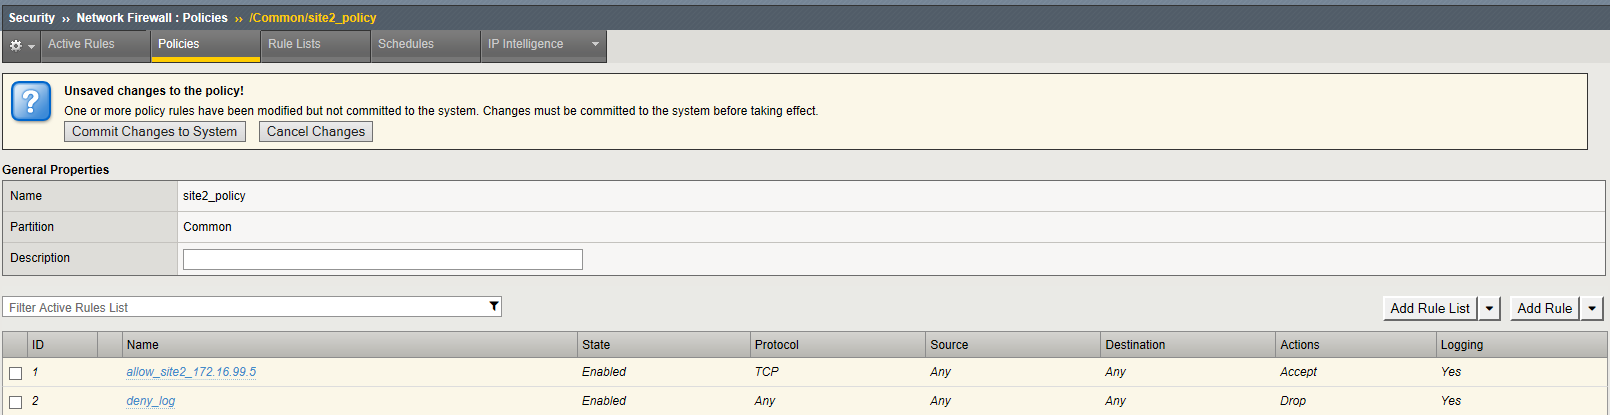 Security ›› Network Firewall : Policies ›› /Common/site2_policy
Active Rules Policies Rule Lists Schedules IP Intelligence
Unsaved changes to the policy!
One or more policy rules have been modified but not committed to the system. Changes must be committed to the system before taking effect.
Commit Changes to System Cancel Changes
General Properties
Name site2_policy
Partition Common
Description
Filter Active Rules List Add Rule List Add Rule
ID Name State Protocol Source Destination Actions Logging
1 allow_site2_172.16.99.5 Enabled TCP Any Any Accept Yes
2 deny_log Enabled Any Any Any Drop Yes